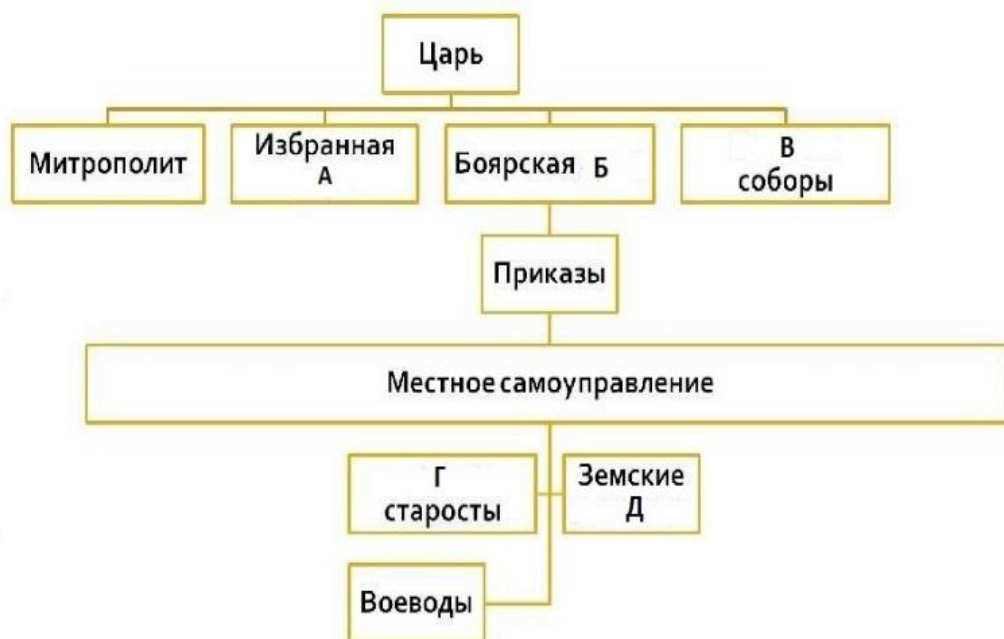 Царь
Митрополит
Избранная
А
Боярская Б
В
соборы
Приказы
Местное самоуправление
Г
старосты
Земские
Д
Воеводы